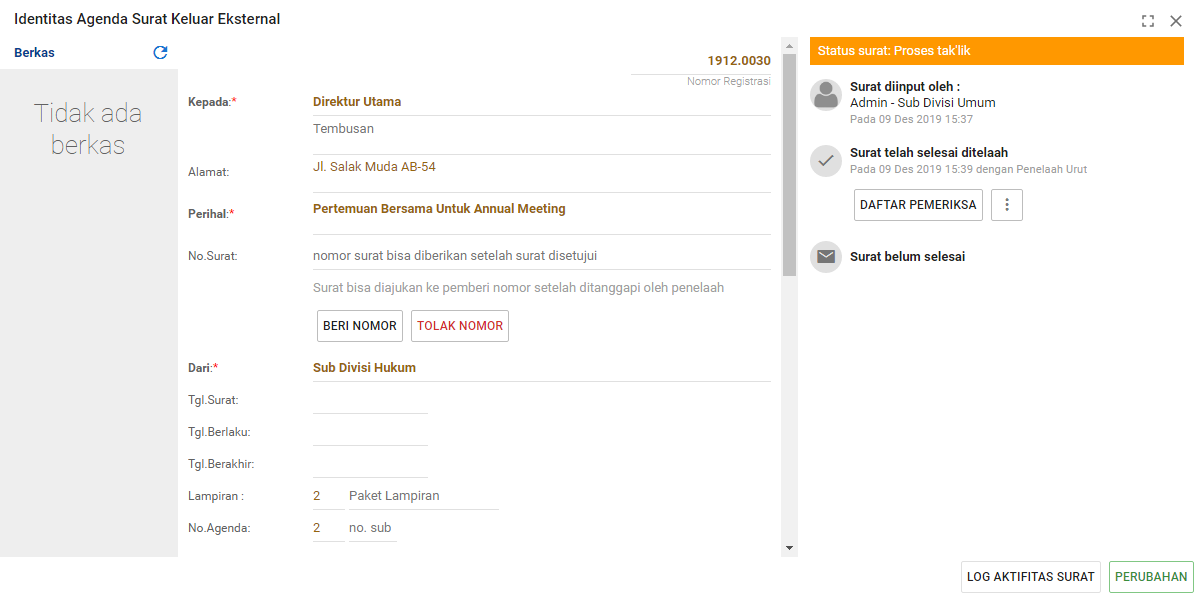 Identitas Agenda Surat Keluar Eksternal
Berkas
Tidak ada
berkas
1912.0030
Nomor Registrasi
Kepada:*
Direktur Utama
Tembusan
Alamat:
Jl. Salak Muda AB-54
Perihal:*
Pertemuan Bersama Untuk Annual Meeting
No.Surat:
nomor surat bisa diberikan setelah surat disetujui
Surat bisa diajukan ke pemberi nomor setelah ditanggapi oleh penelaah
BERI NOMOR
TOLAK NOMOR
Dari:*
Sub Divisi Hukum
Tgl.Surat:
Tgl.Berlaku:
Tgl.Berakhir:
Lampiran :
2
Paket Lampiran
No.Agenda:
2
no. sub
Status surat: Proses tak'lik
Surat diinput oleh :
Admin - Sub Divisi Umum
Pada 09 Des 2019 15:37
Surat telah selesai ditelaah
Pada 09 Des 2019 15:39 dengan Penelaah Urut
DAFTAR PEMERIKSA
Surat belum selesai
LOG AKTIFITAS SURAT
PERUBAHAN